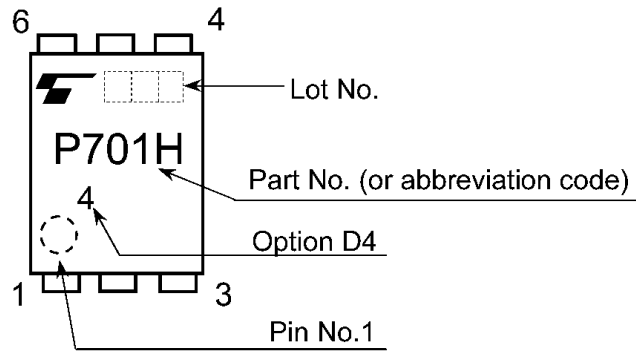 6 4
Lot No.
P701H
Part No. (or abbreviation code)
4
Option D4
1 3
Pin No.1